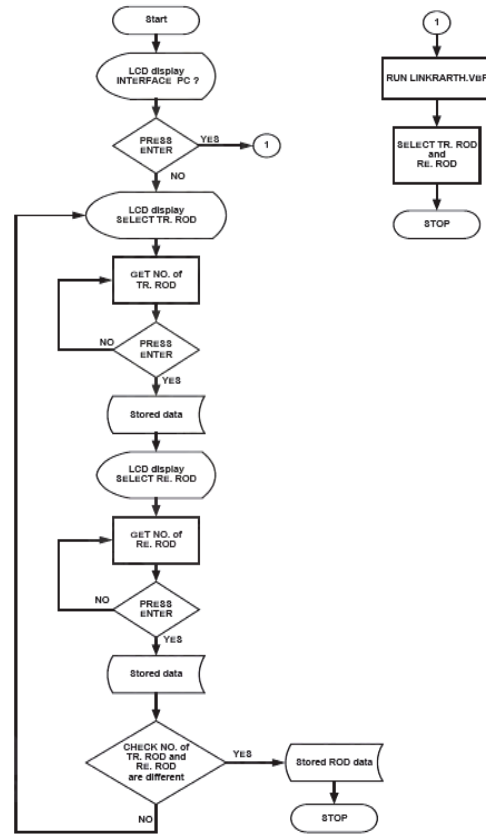 Start
LCD display
INTERFACE PC ?
PRESS
ENTER
YES
1
NO
LCD display
SELECT TR. ROD
GET NO. of
TR. ROD
NO
PRESS
ENTER
YES
Stored data
LCD display
SELECT RE. ROD
GET NO. of
RE. ROD
NO
PRESS
ENTER
YES
Stored data
CHECK NO. of
TR. ROD and
RE. ROD
are different
YES
Stored ROD data
NO
STOP
1
RUN LINKRARTH.VBP
SELECT TR. ROD
and
RE. ROD
STOP